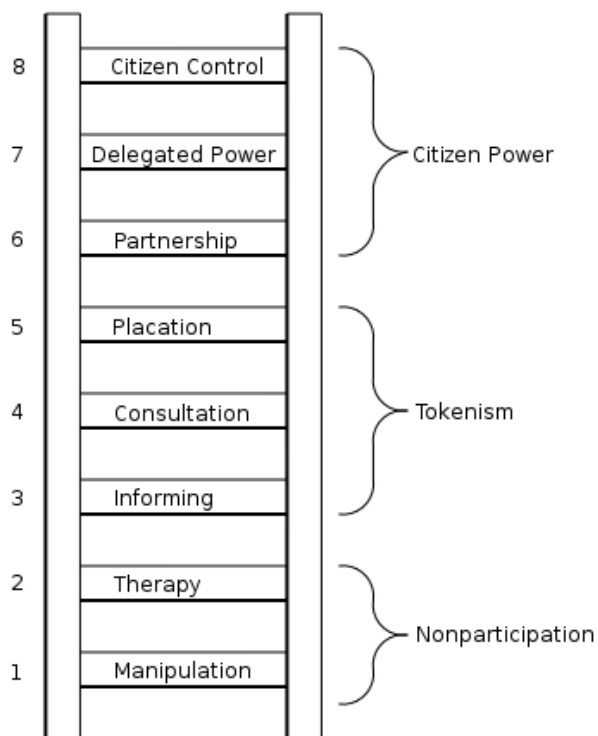 8 Citizen Control
7 Delegated Power
Citizen Power
6 Partnership
5 Placation
4 Consultation
Tokenism
3 Informing
2 Therapy
Nonparticipation
1 Manipulation